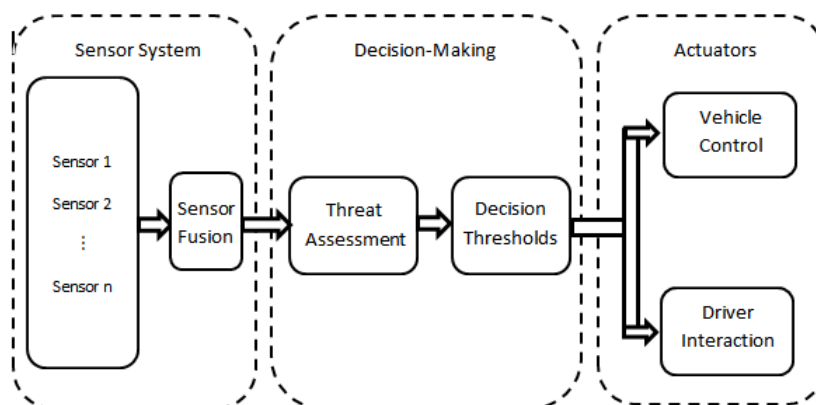 Sensor System
Decision-Making
Actuators
Sensor 1
Sensor 2
⋮
Sensor n
Sensor
Fusion
Threat
Assessment
Decision
Thresholds
Vehicle
Control
Driver
Interaction